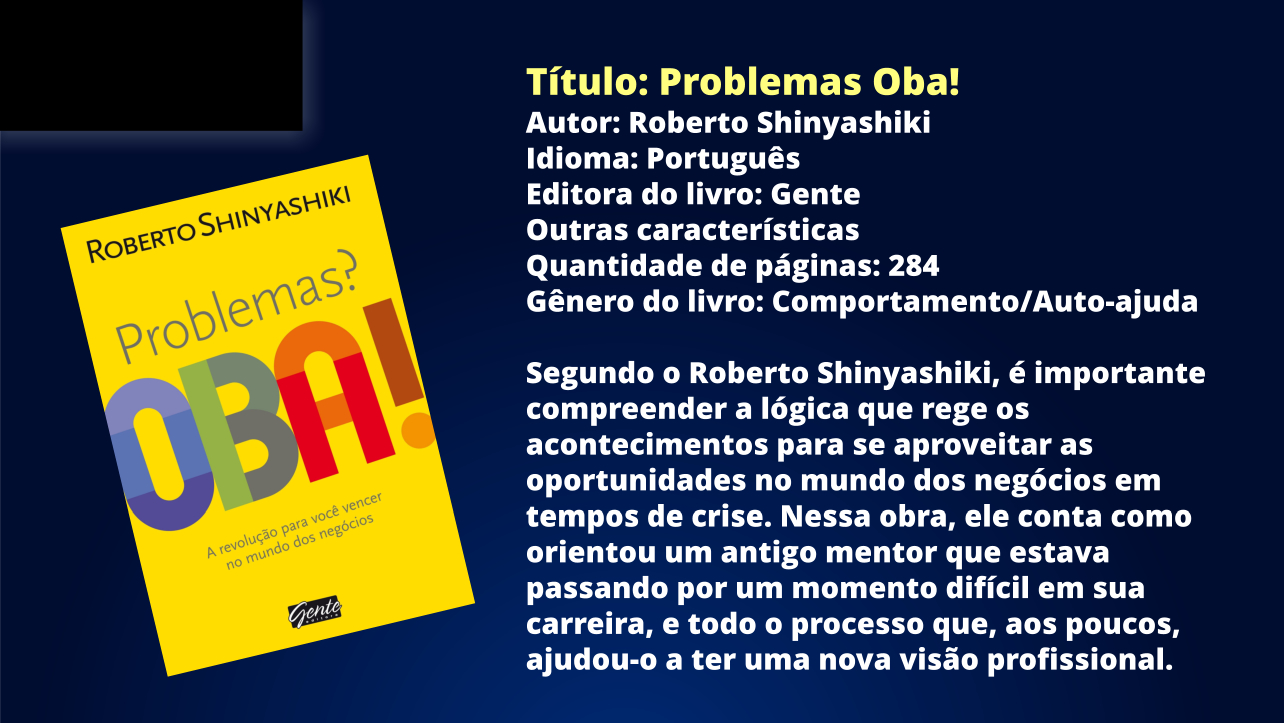 Título: Problemas Oba!
Autor: Roberto Shinyashiki
Idioma: Português
Editora do livro: Gente
Outras características
Quantidade de páginas: 284
Gênero do livro: Comportamento/Auto-ajuda
Segundo o Roberto Shinyashiki, é importante
compreender a lógica que rege os
acontecimentos para se aproveitar as
oportunidades no mundo dos negócios em
tempos de crise. Nessa obra, ele conta como
orientou um antigo mentor que estava
passando por um momento difícil em sua
carreira, e todo o processo que, aos poucos,
ajudou-o a ter uma nova visão profissional.
ROBERTO SHINYASHIKI
Problemas?
OBA!
A revolução para você vencer
no mundo dos negócios
Gente
editora